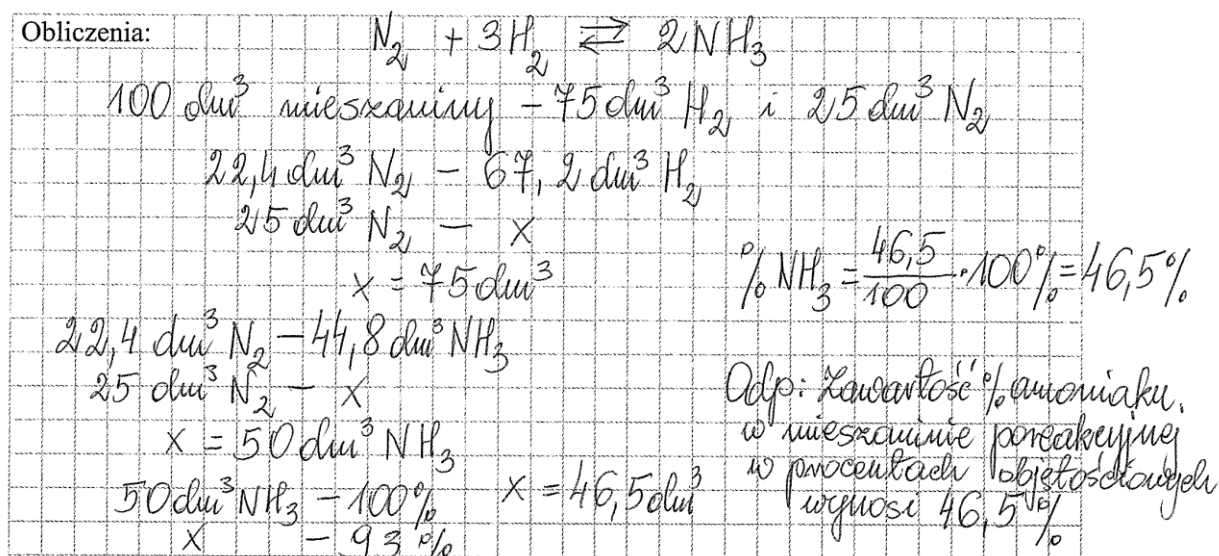 Obliczenia:
N₂ + 3H₂ ⇄ 2NH₃
100 dm³ mieszaniny - 75 dm³ H₂ i 25 dm³ N₂
22,4 dm³ N₂ - 67,2 dm³ H₂
25 dm³ N₂ - x
x = 75 dm³
22,4 dm³ N₂ - 44,8 dm³ NH₃
25 dm³ N₂ - x
x = 50 dm³ NH₃
50 dm³ NH₃ - 100%
x - 93%
x = 46,5 dm³
% NH₃ = 46,5/100 · 100% = 46,5%
Odp: Zawartość % amoniaku.
w mieszaninie poreakcyjnej
w procentach objętościowych
wynosi 46,5%